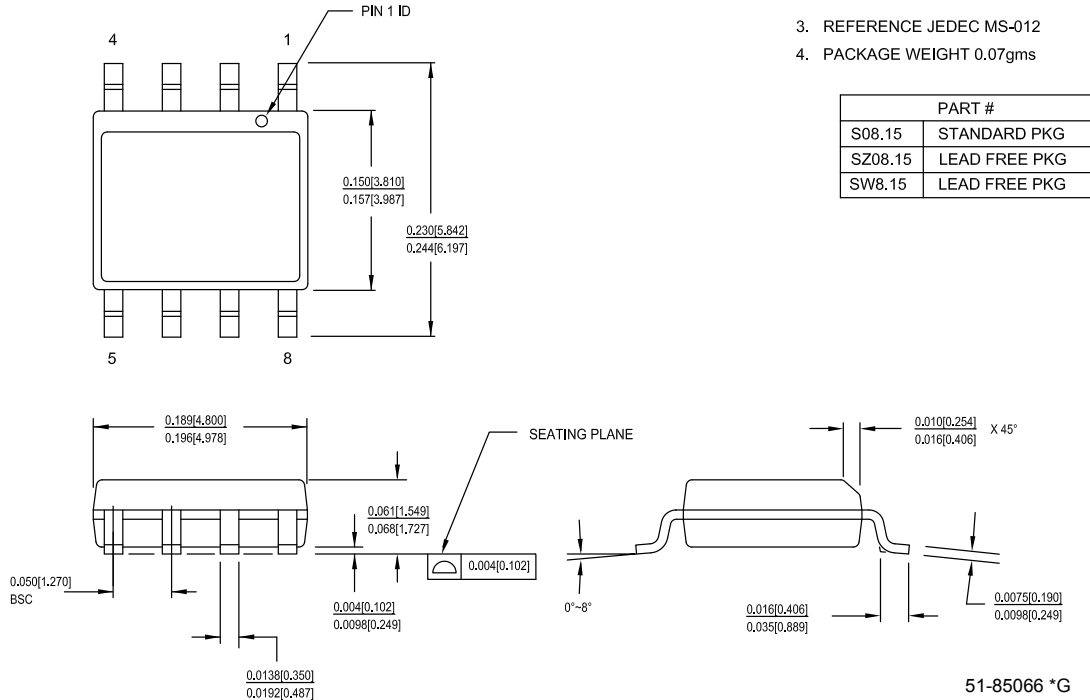 PIN 1 ID
4
1
3. REFERENCE JEDEC MS-012
4. PACKAGE WEIGHT 0.07gms
PART #
S08.15 STANDARD PKG
SZ08.15 LEAD FREE PKG
SW8.15 LEAD FREE PKG
0.150[3.810]
0.157[3.987]
0.230[5.842]
0.244[6.197]
5
8
0.189[4.800]
0.196[4.978]
SEATING PLANE
0.010[0.254]
0.016[0.406]
X 45°
0.061[1.549]
0.068[1.727]
0.004[0.102]
0.050[1.270]
BSC
0.004[0.102]
0.0098[0.249]
0°~8°
0.016[0.406]
0.035[0.889]
0.0075[0.190]
0.0098[0.249]
0.0138[0.350]
0.0192[0.487]
51-85066 *G